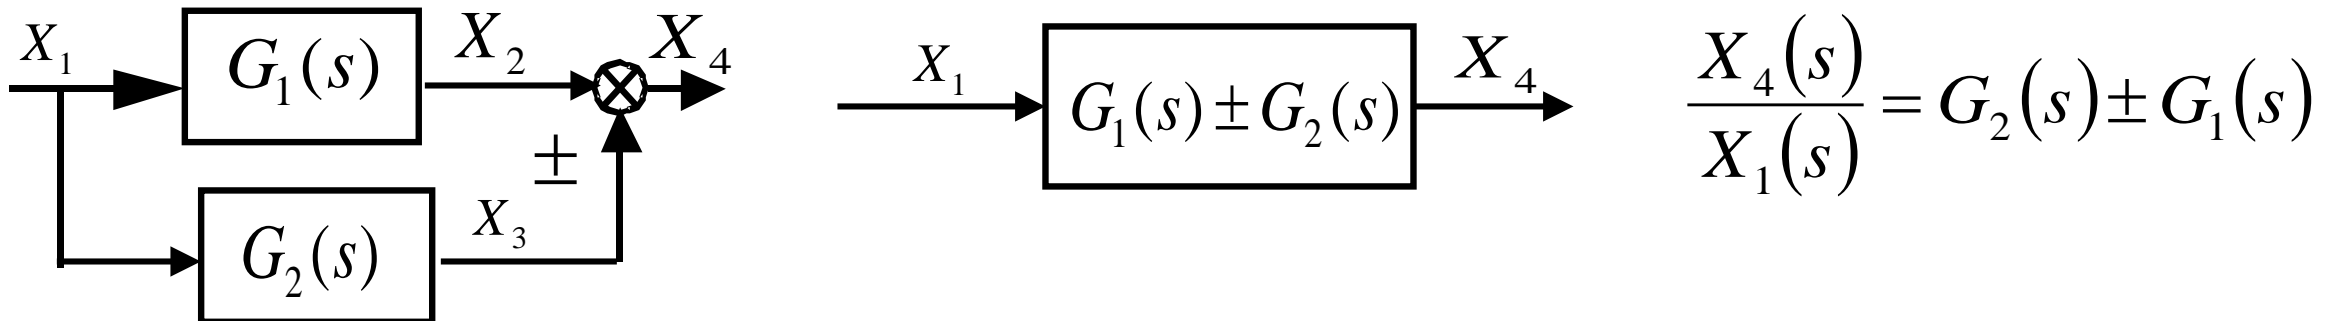 X₁
G₁(s)
X₂
X₄
±
G₂(s)
X₃
X₁
G₁(s) ± G₂(s)
X₄
X₄(s)/X₁(s) = G₂(s) ± G₁(s)